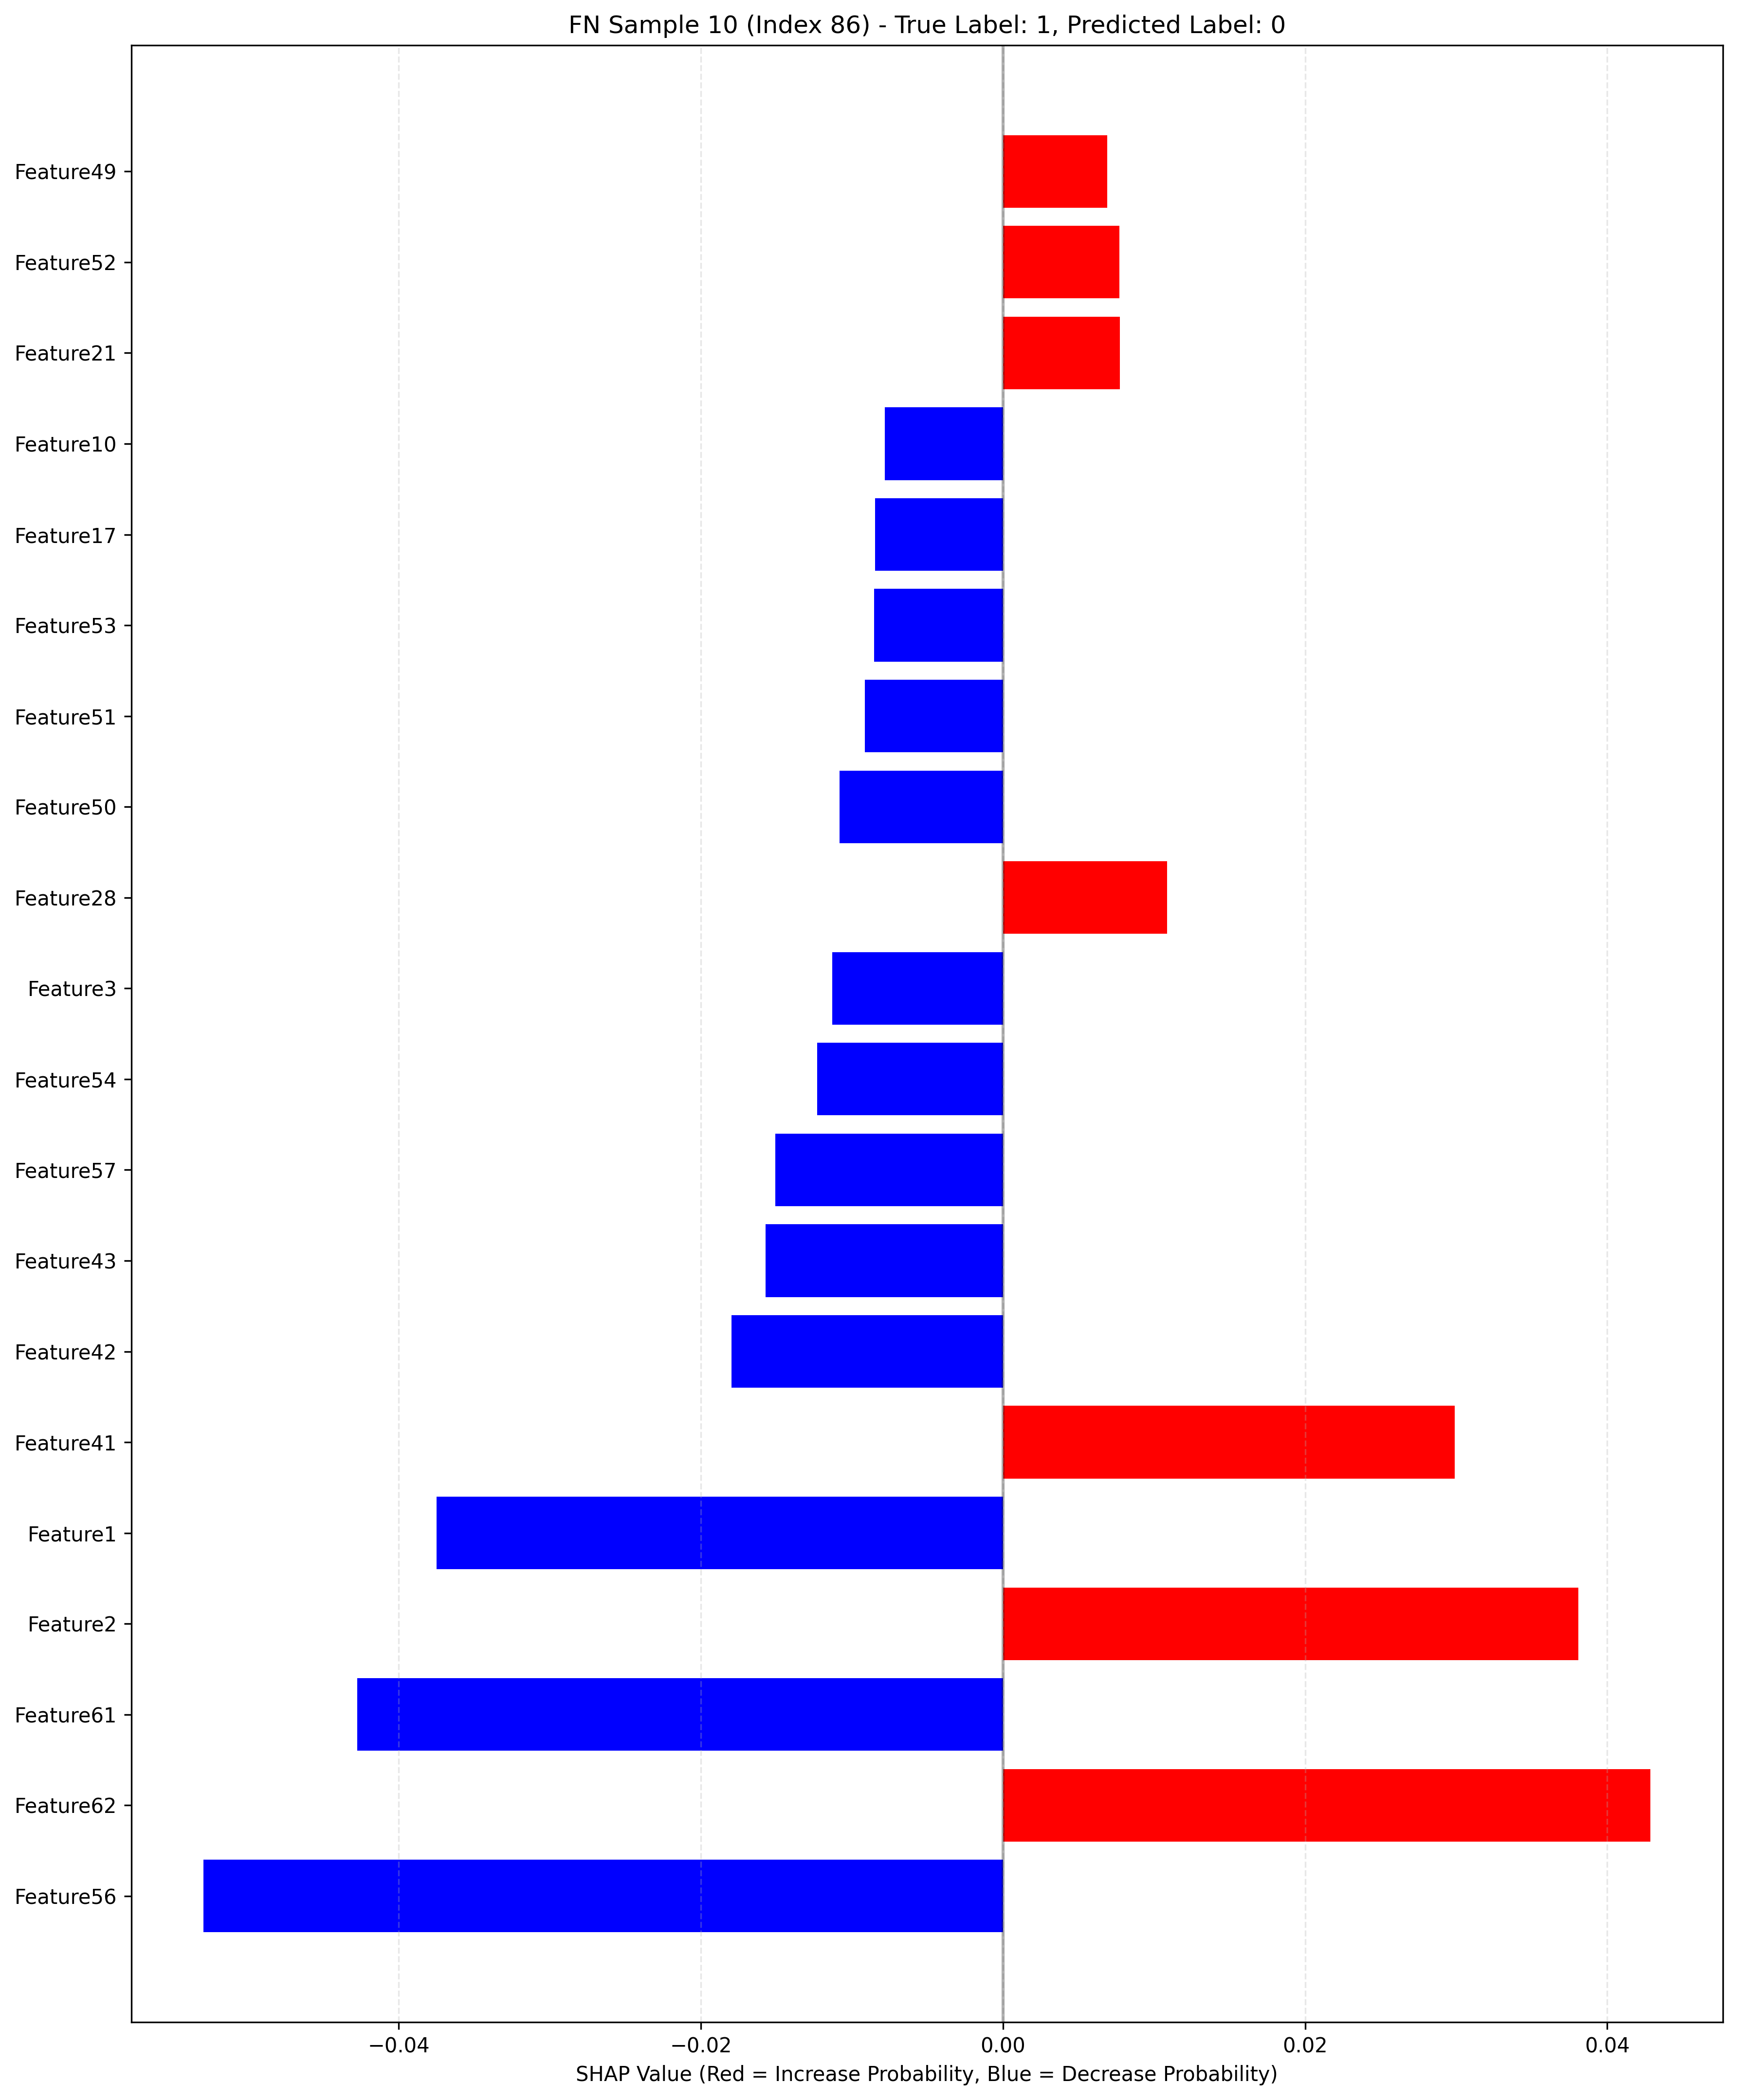 FN Sample 10 (Index 86) - True Label: 1, Predicted Label: 0
Feature49
Feature52
Feature21
Feature10
Feature17
Feature53
Feature51
Feature50
Feature28
Feature3
Feature54
Feature57
Feature43
Feature42
Feature41
Feature1
Feature2
Feature61
Feature62
Feature56
−0.04 −0.02 0.00 0.02 0.04
SHAP Value (Red = Increase Probability, Blue = Decrease Probability)